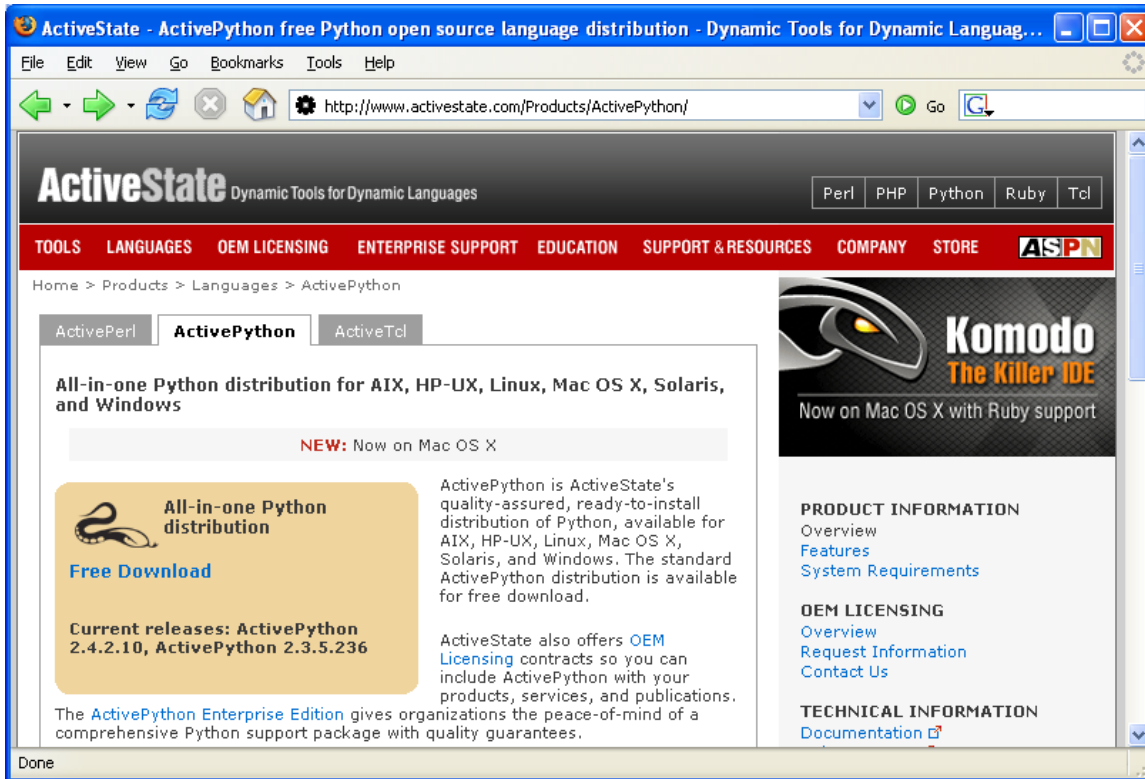 ActiveState - ActivePython free Python open source language distribution - Dynamic Tools for Dynamic Languag...
File Edit View Go Bookmarks Tools Help
http://www.activestate.com/Products/ActivePython/ Go G
ActiveState Dynamic Tools for Dynamic Languages
Perl PHP Python Ruby Tcl
TOOLS LANGUAGES OEM LICENSING ENTERPRISE SUPPORT EDUCATION SUPPORT & RESOURCES COMPANY STORE ASPN
Home > Products > Languages > ActivePython
ActivePerl ActivePython ActiveTcl
All-in-one Python distribution for AIX, HP-UX, Linux, Mac OS X, Solaris,
and Windows
NEW: Now on Mac OS X
All-in-one Python
distribution
Free Download
Current releases: ActivePython
2.4.2.10, ActivePython 2.3.5.236
ActivePython is ActiveState's
quality-assured, ready-to-install
distribution of Python, available for
AIX, HP-UX, Linux, Mac OS X,
Solaris, and Windows. The standard
ActivePython distribution is available
for free download.
ActiveState also offers OEM
Licensing contracts so you can
include ActivePython with your
products, services, and publications.
The ActivePython Enterprise Edition gives organizations the peace-of-mind of a
comprehensive Python support package with quality guarantees.
Komodo
The Killer IDE
Now on Mac OS X with Ruby support
PRODUCT INFORMATION
Overview
Features
System Requirements
OEM LICENSING
Overview
Request Information
Contact Us
TECHNICAL INFORMATION
Documentation
Done